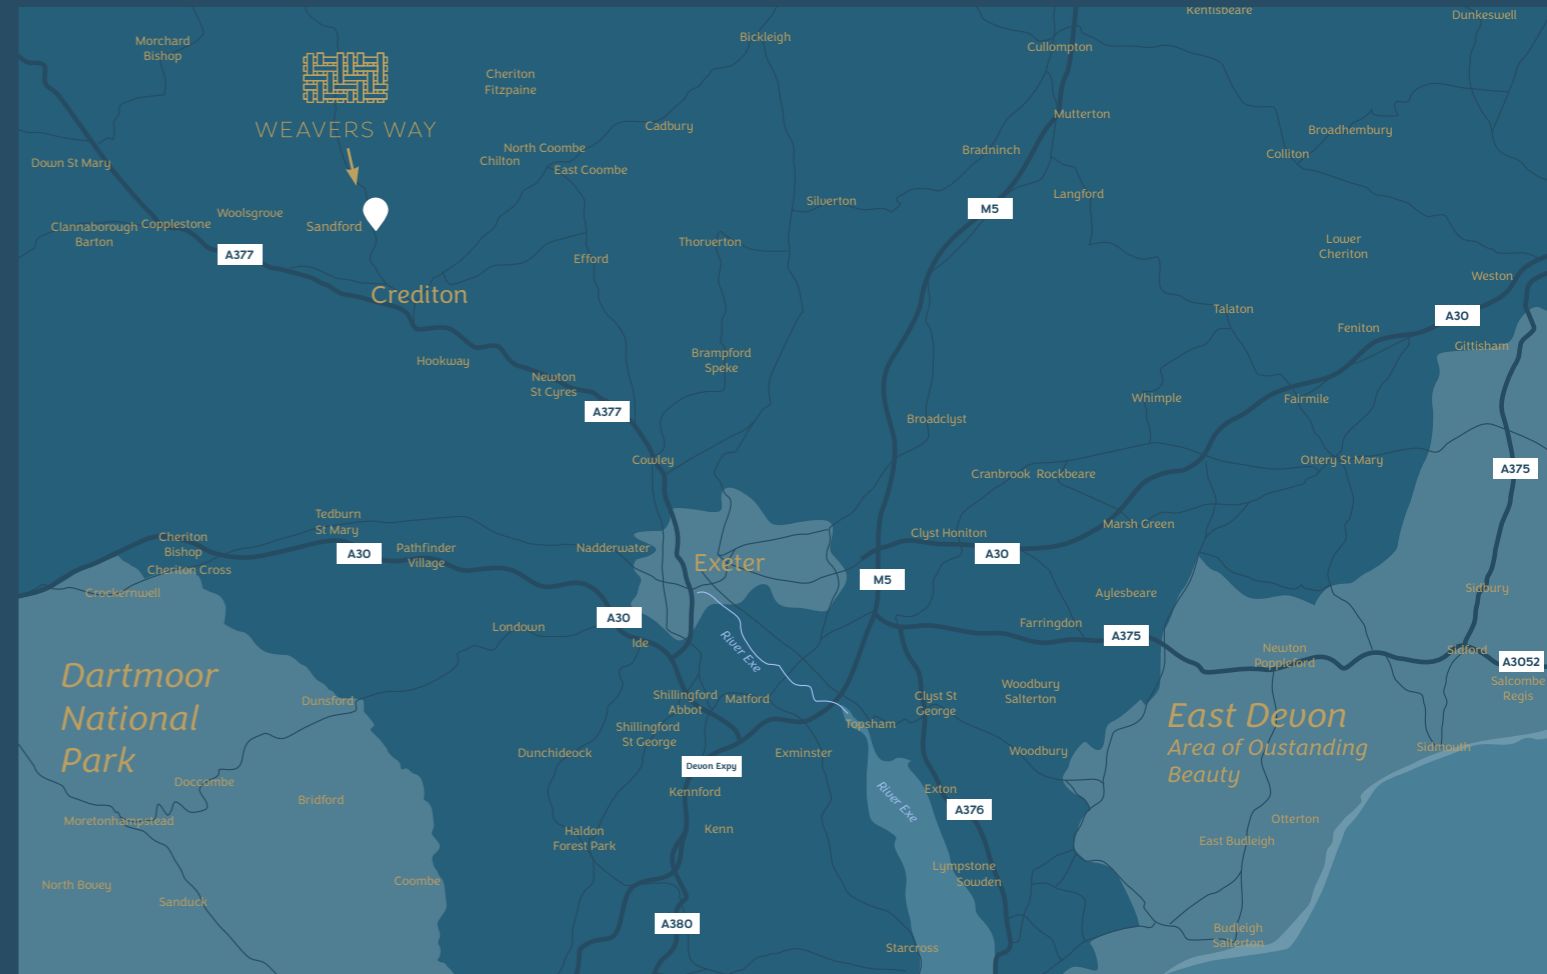 Kentisbeare
Dunkeswell
Morchard
Bishop
Bickleigh
Cullompton
Cheriton
Fitzpaine
WEAVERS WAY
Cadbury
Mutterton
Broadhembury
North Coombe
Chilton
East Coombe
Bradninch
Colliton
Down St Mary
Silverton
Langford
M5
Woolsgrove
Clannaborough
Barton
Copplestone
Sandford
A377
Thorverton
Efford
Lower
Cheriton
Weston
Crediton
Talaton
A30
Feniton
Gittisham
Hookway
Brampford
Speke
Newton
St Cyres
A377
Whimple
Fairmile
Broadclyst
Cowley
Cranbrook
Rockbeare
Ottery St Mary
A375
Tedburn
St Mary
Cheriton
Bishop
Cheriton Cross
A30
Pathfinder
Village
Nadderwater
Exeter
Clyst Honiton
A30
Marsh Green
M5
Crockernwell
Aylesbeare
Sidbury
Londown
A30
Ide
River Exe
Farringdon
A375
Newton
Poppleford
Sidford
A3052
Salcombe
Regis
Dartmoor
National
Park
Dunsford
Shillingford
Abbot
Matford
Clyst St
George
Woodbury
Salterton
East Devon
Area of Oustanding
Beauty
Shillingford
St George
Topsham
Dunchideock
Exminster
Woodbury
Sidmouth
Devon Expy
Doccombe
Bridford
Kennford
River Exe
Exton
A376
Moretonhampstead
Haldon
Forest Park
Kenn
Otterton
East Budleigh
Lympstone
Sowden
North Bovey
Coombe
Sanduck
A380
Starcross
Budleigh
Salterton